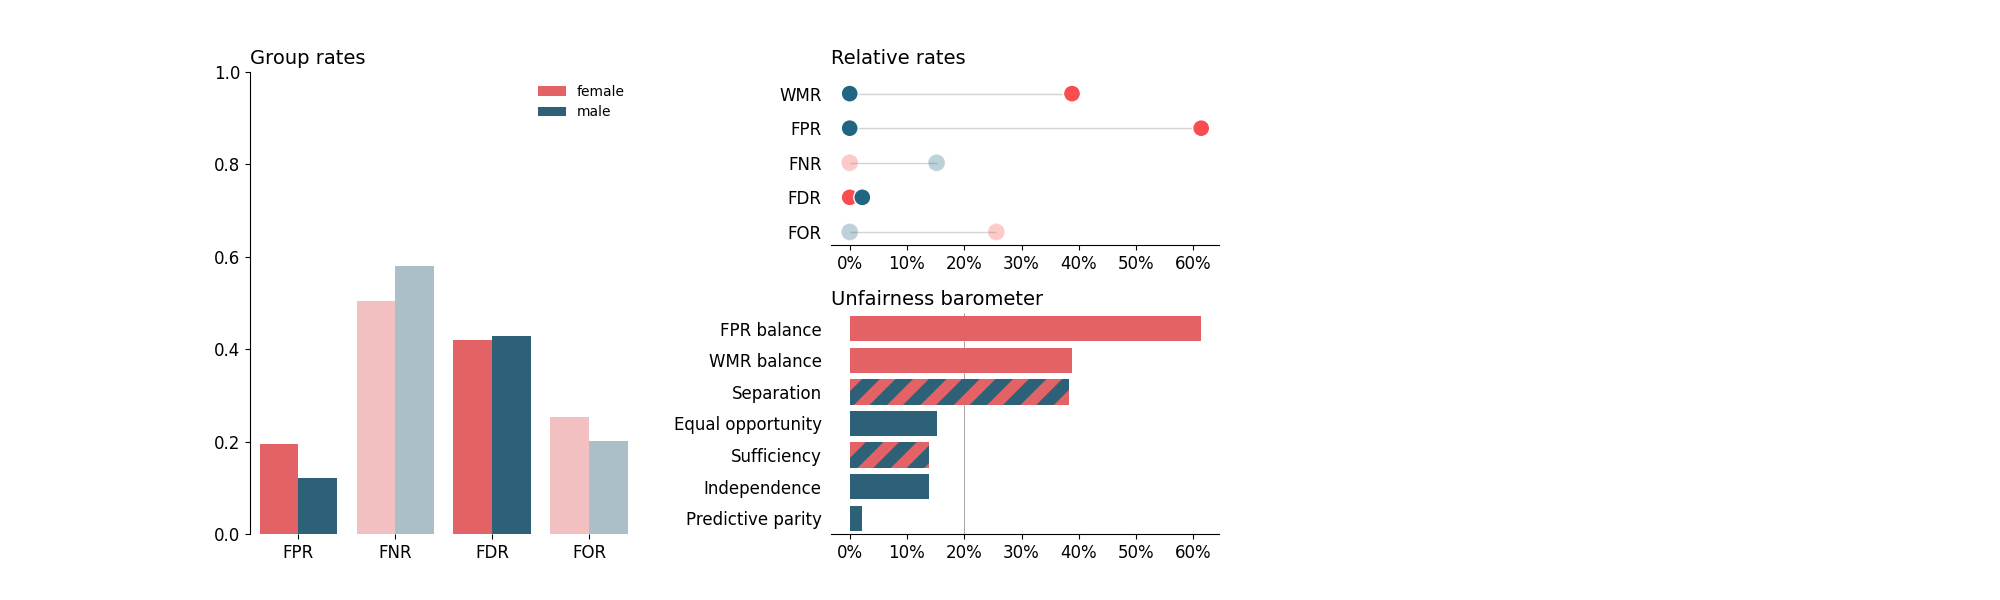 Group rates
1.0
0.8
0.6
0.4
0.2
0.0
female
male
FPR FNR FDR FOR
Relative rates
WMR
FPR
FNR
FDR
FOR
0% 10% 20% 30% 40% 50% 60%
Unfairness barometer
FPR balance
WMR balance
Separation
Equal opportunity
Sufficiency
Independence
Predictive parity
0% 10% 20% 30% 40% 50% 60%